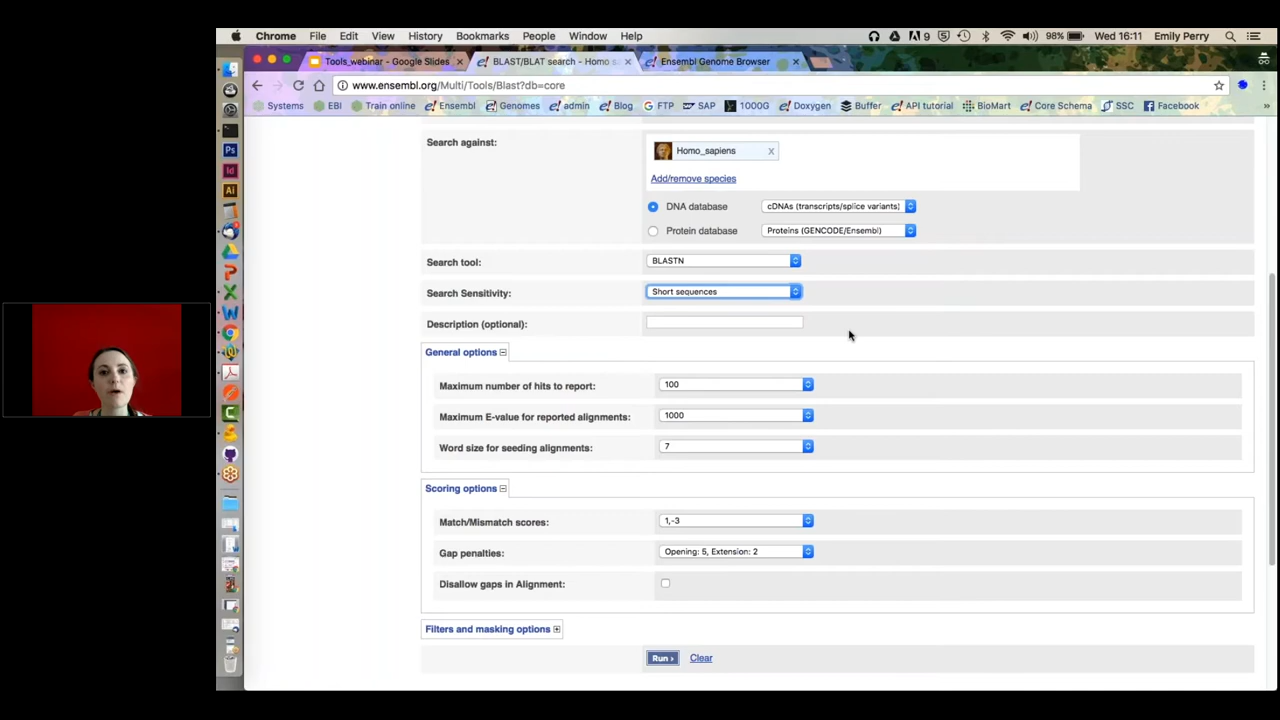 Chrome File Edit View History Bookmarks People Window Help 9 98% Wed 16:11 Emily Perry
Tools_webinar - Google Slides x BLAST/BLAT search - Homo s x Ensembl Genome Browser x
www.ensembl.org/Multi/Tools/Blast?db=core
Systems EBI Train online Ensembl Genomes admin Blog FTP SAP 1000G Doxygen Buffer API tutorial BioMart Core Schema SSC Facebook »
Search against:
Homo_sapiens x
Add/remove species
DNA database cDNAs (transcripts/splice variants)
Protein database Proteins (GENCODE/Ensembl)
Search tool: BLASTN
Search Sensitivity: Short sequences
Description (optional):
General options
Maximum number of hits to report: 100
Maximum E-value for reported alignments: 1000
Word size for seeding alignments: 7
Scoring options
Match/Mismatch scores: 1,-3
Gap penalties: Opening: 5, Extension: 2
Disallow gaps in Alignment:
Filters and masking options
Run › Clear